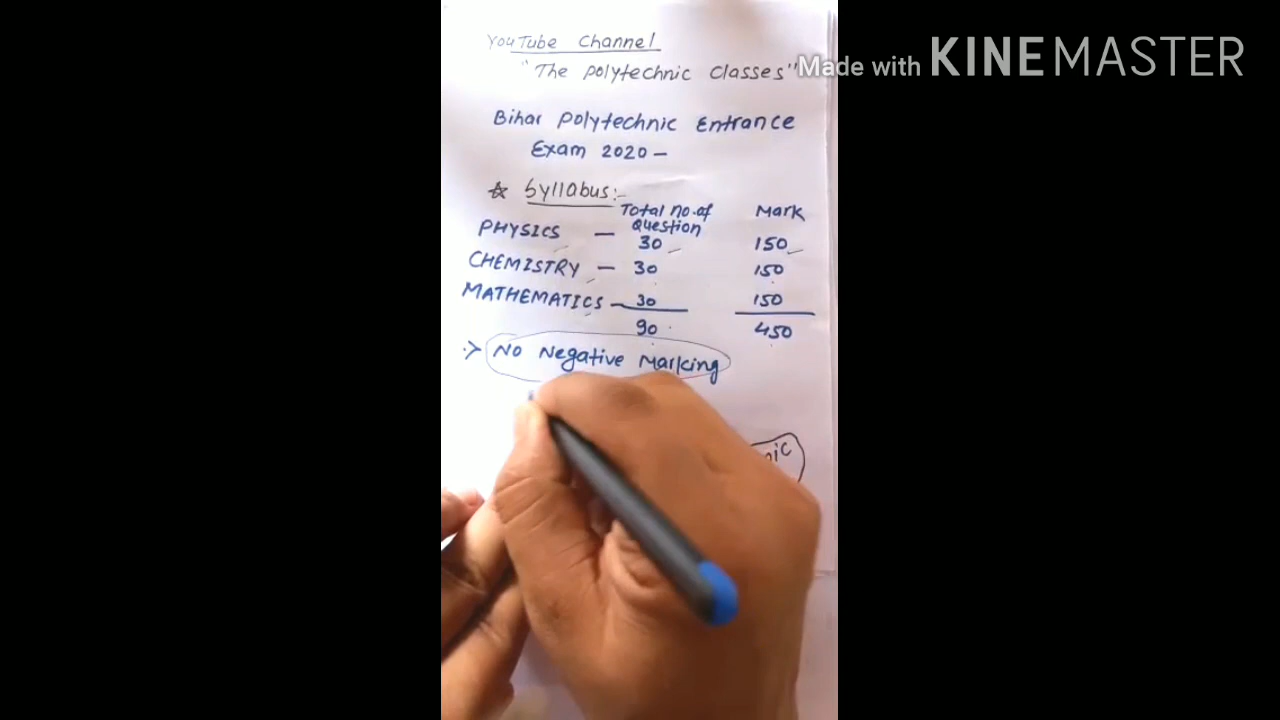 YouTube Channel
"The Polytechnic Classes"
Made with KINEMASTER
Bihar Polytechnic Entrance
Exam 2020 –
☆ Syllabus:-
Total no. of Question Mark
PHYSICS — 30 150
CHEMISTRY — 30 150
MATHEMATICS — 30 150
90 450
:> No Negative Marking